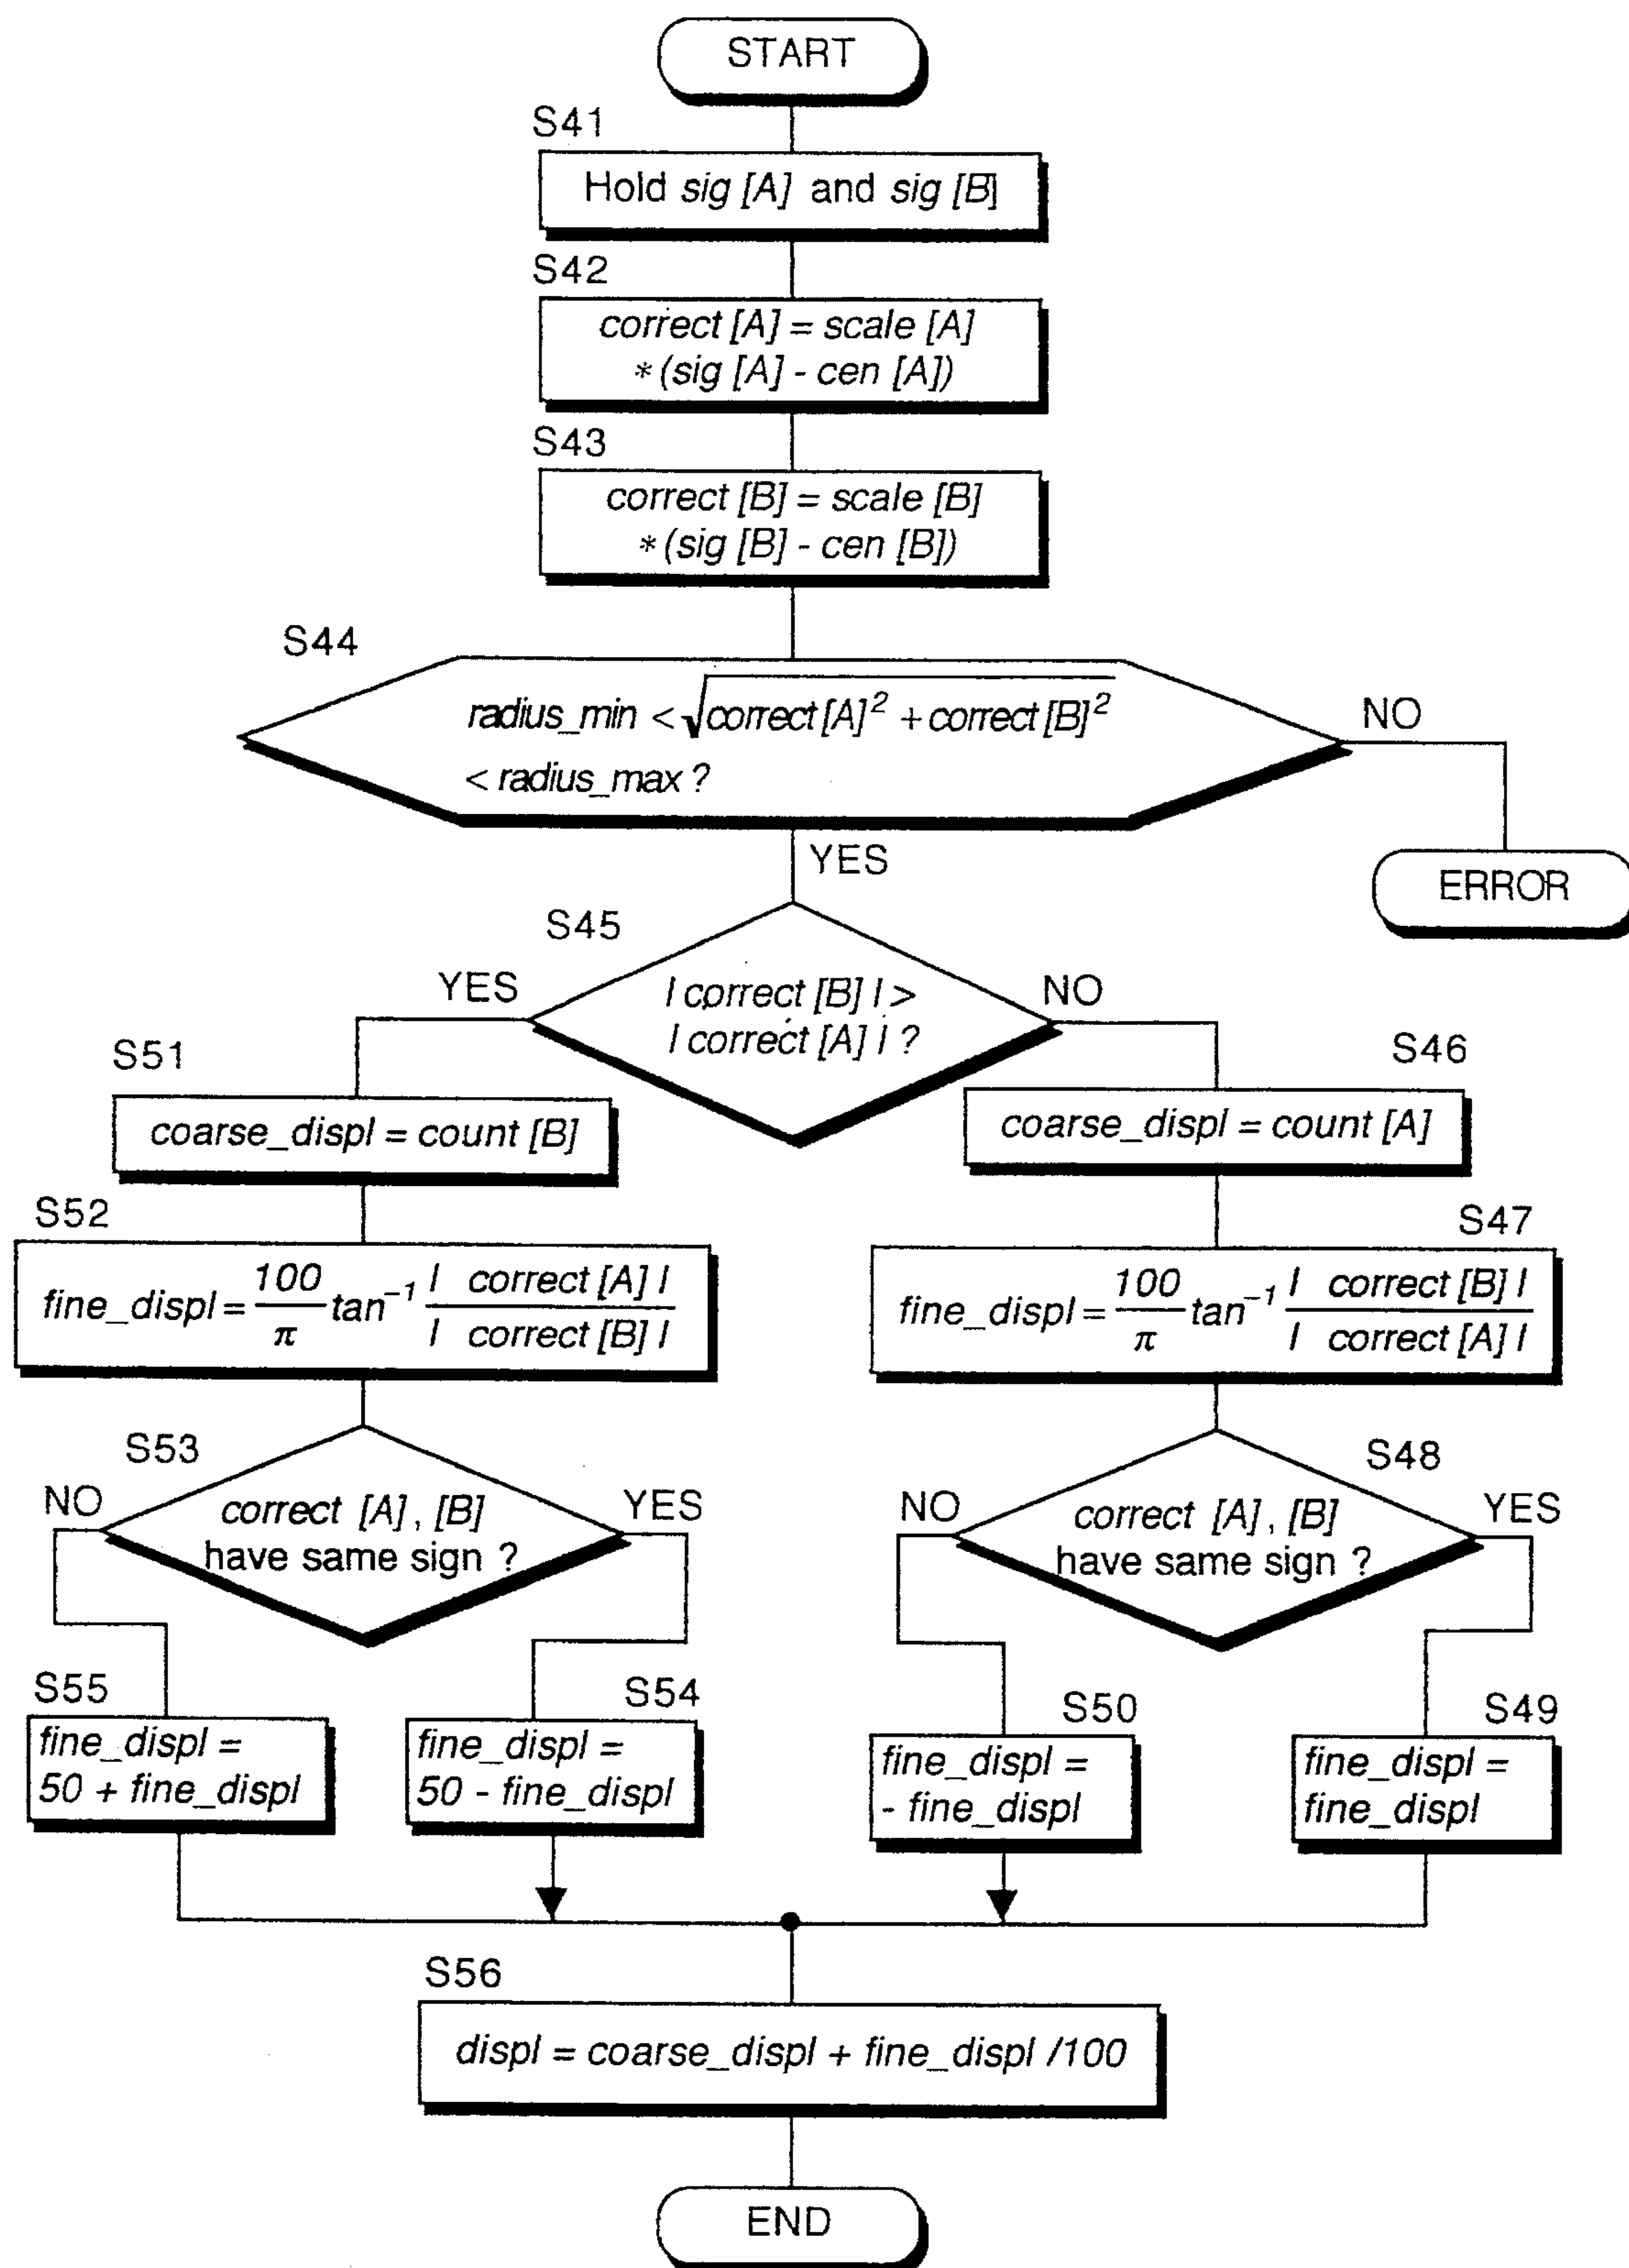 START
S41
Hold sig [A] and sig [B]
S42
correct [A] = scale [A]
* (sig [A] - cen [A])
S43
correct [B] = scale [B]
* (sig [B] - cen [B])
S44
radius_min < √correct [A]² + correct [B]²
< radius_max ?
NO
YES
ERROR
S45
YES
NO
| correct [B] | >
| correct [A] | ?
S51
coarse_displ = count [B]
S46
coarse_displ = count [A]
S52
fine_displ = 100/π tan⁻¹ | correct [A] | / | correct [B] |
S47
fine_displ = 100/π tan⁻¹ | correct [B] | / | correct [A] |
S53
NO
YES
correct [A] , [B]
have same sign ?
S48
NO
YES
correct [A] , [B]
have same sign ?
S55
fine_displ =
50 + fine_displ
S54
fine_displ =
50 - fine_displ
S50
fine_displ =
- fine_displ
S49
fine_displ =
fine_displ
S56
displ = coarse_displ + fine_displ /100
END